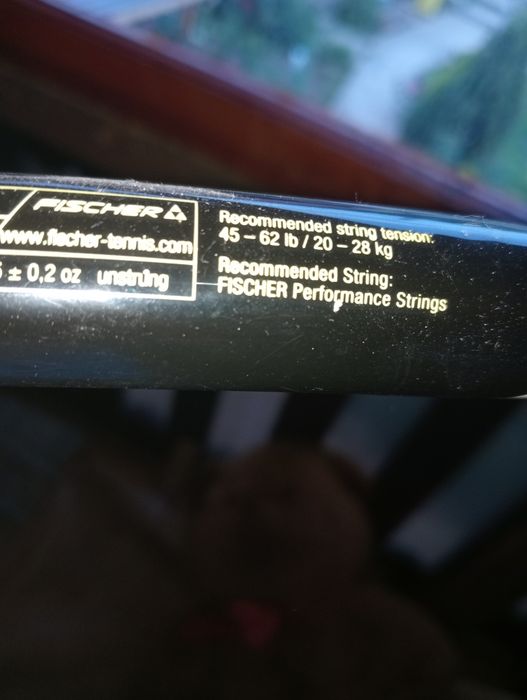 FISCHER
www.fischer-tennis.com
± 0,2 oz unstrung
Recommended string tension:
45 – 62 lb / 20 – 28 kg
Recommended String:
FISCHER Performance Strings